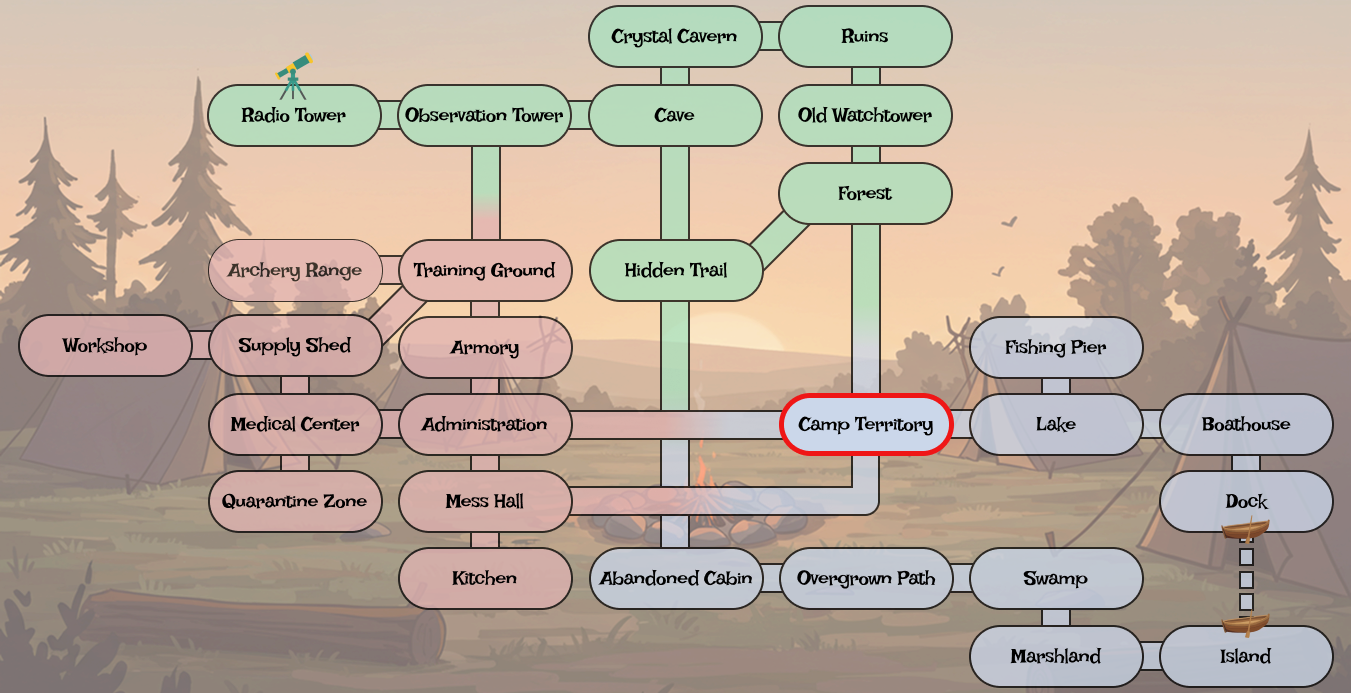 Crystal Cavern
Ruins
Radio Tower
Observation Tower
Cave
Old Watchtower
Forest
Archery Range
Training Ground
Hidden Trail
Workshop
Supply Shed
Armory
Fishing Pier
Medical Center
Administration
Camp Territory
Lake
Boathouse
Quarantine Zone
Mess Hall
Dock
Kitchen
Abandoned Cabin
Overgrown Path
Swamp
Marshland
Island